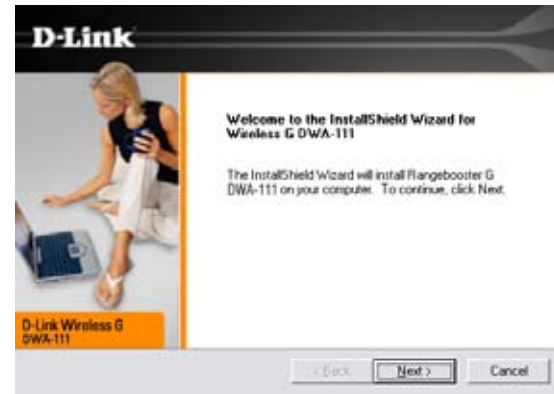 D-Link
Welcome to the InstallShield Wizard for
Wireless G DWA-111
The InstallShield Wizard will install Rangebooster G
DWA-111 on your computer. To continue, click Next.
D-Link Wireless G
DWA-111
< Back
Next >
Cancel